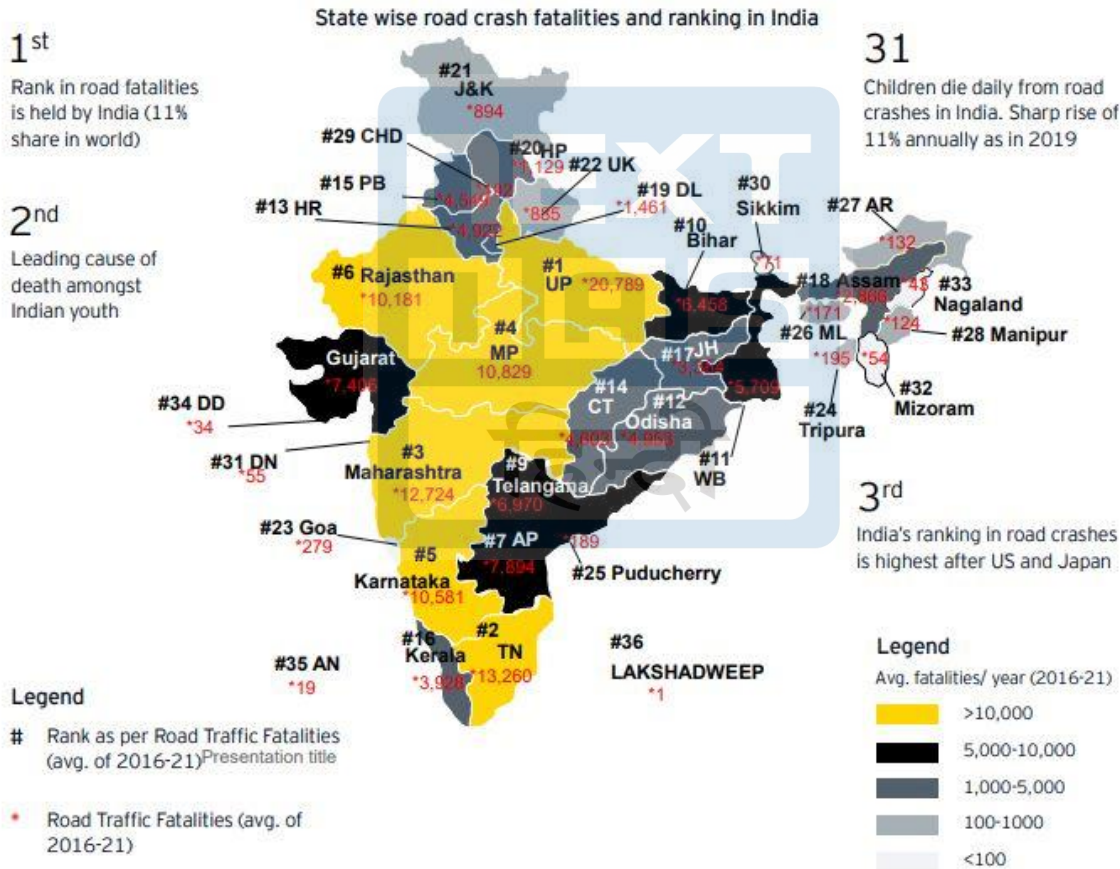 State wise road crash fatalities and ranking in India
1st
Rank in road fatalities
is held by India (11%
share in world)
2nd
Leading cause of
death amongst
Indian youth
31
Children die daily from road
crashes in India. Sharp rise of
11% annually as in 2019
3rd
India's ranking in road crashes
is highest after US and Japan
#21
J&K
*894
#29 CHD
#20 HP
*1,129
#22 UK
*885
#15 PB
#13 HR
*4,922
#19 DL
*1,461
#30
Sikkim
*71
#27 AR
*132
#10
Bihar
*6,458
#6 Rajasthan
*10,181
#1
UP
*20,789
#18 Assam
*43
#33
Nagaland
#4
MP
10,829
#26 ML
*171
*124
#28 Manipur
Gujarat
#17 JH
*195
*54
#24
Tripura
#32
Mizoram
*5,709
#11
WB
#14
CT
#12
Odisha
#34 DD
*34
#31 DN
*55
#3
Maharashtra
*12,724
#9
Telangana
*6,970
#23 Goa
*279
#7 AP
*7,894
*189
#25 Puducherry
#5
Karnataka
*10,581
#16
Kerala
*3,928
#2
TN
*13,260
#35 AN
*19
#36
LAKSHADWEEP
*1
Legend
# Rank as per Road Traffic Fatalities
(avg. of 2016-21) Presentation title
* Road Traffic Fatalities (avg. of
2016-21)
Legend
Avg. fatalities/ year (2016-21)
>10,000
5,000-10,000
1,000-5,000
100-1000
<100
TEXT